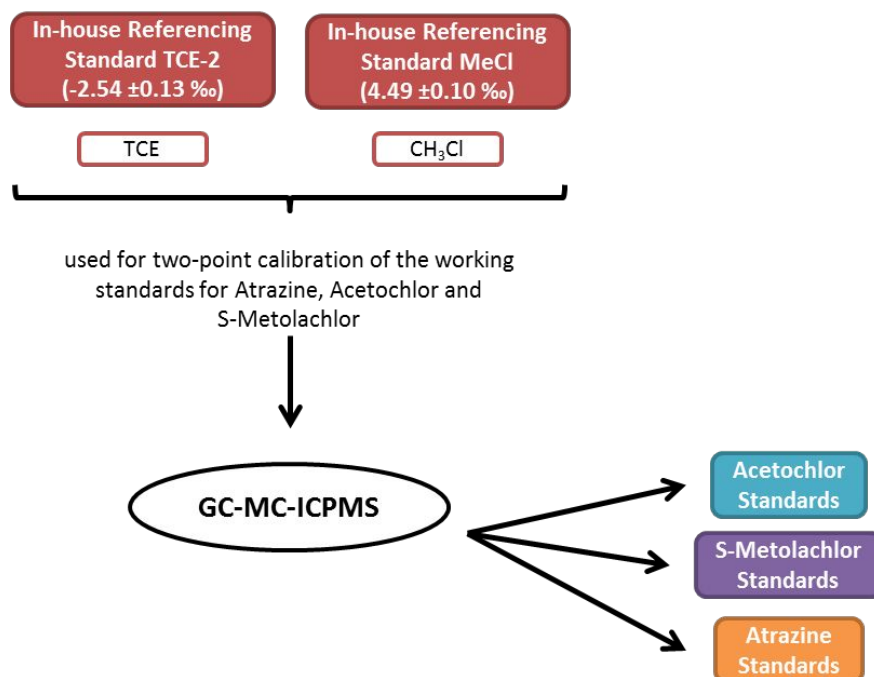 In-house Referencing
Standard TCE-2
(-2.54 ±0.13 ‰)
In-house Referencing
Standard MeCl
(4.49 ±0.10 ‰)
TCE
CH₃Cl
used for two-point calibration of the working
standards for Atrazine, Acetochlor and
S-Metolachlor
GC-MC-ICPMS
Acetochlor
Standards
S-Metolachlor
Standards
Atrazine
Standards